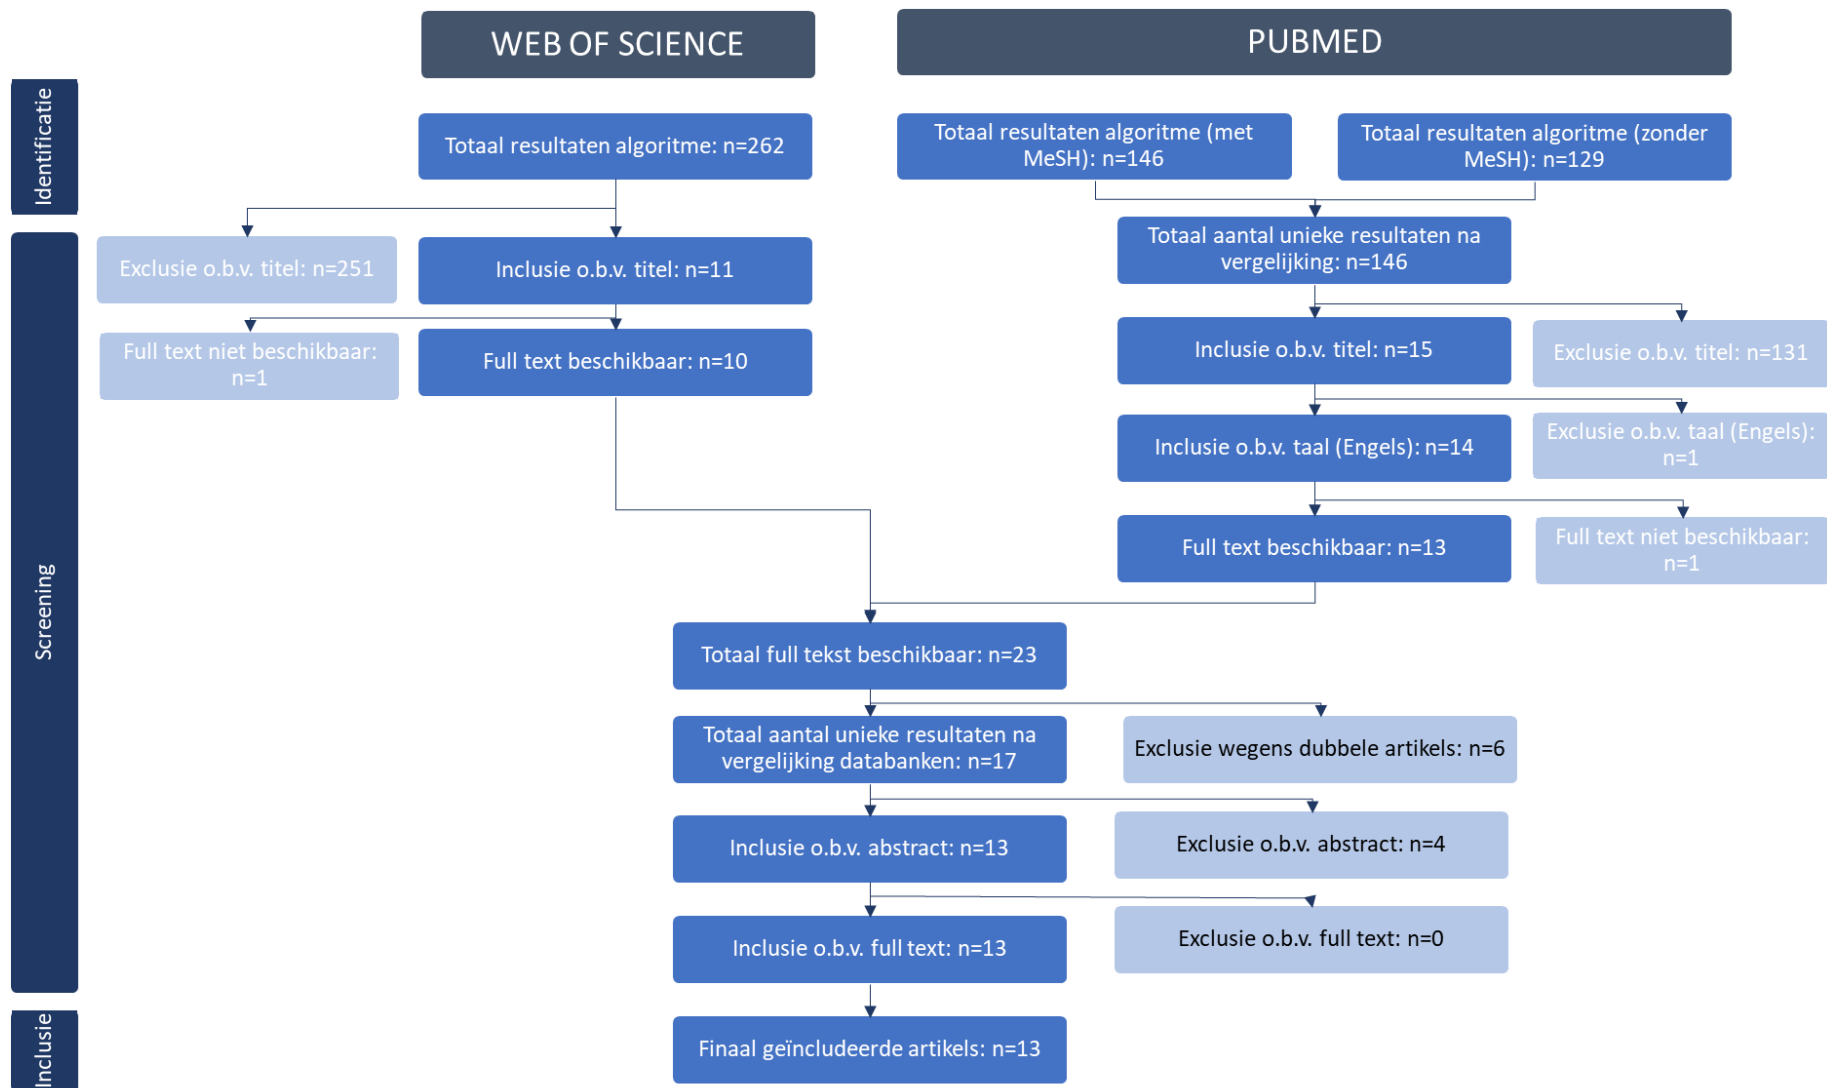 WEB OF SCIENCE
PUBMED
Identificatie
Totaal resultaten algoritme: n=262
Totaal resultaten algoritme (met
MeSH): n=146
Totaal resultaten algoritme (zonder
MeSH): n=129
Screening
Exclusie o.b.v. titel: n=251
Inclusie o.b.v. titel: n=11
Totaal aantal unieke resultaten na
vergelijking: n=146
Full text niet beschikbaar:
n=1
Full text beschikbaar: n=10
Inclusie o.b.v. titel: n=15
Exclusie o.b.v. titel: n=131
Inclusie o.b.v. taal (Engels): n=14
Exclusie o.b.v. taal (Engels):
n=1
Full text beschikbaar: n=13
Full text niet beschikbaar:
n=1
Totaal full tekst beschikbaar: n=23
Totaal aantal unieke resultaten na
vergelijking databanken: n=17
Exclusie wegens dubbele artikels: n=6
Inclusie o.b.v. abstract: n=13
Exclusie o.b.v. abstract: n=4
Inclusie o.b.v. full text: n=13
Exclusie o.b.v. full text: n=0
Inclusie
Finaal geïncludeerde artikels: n=13